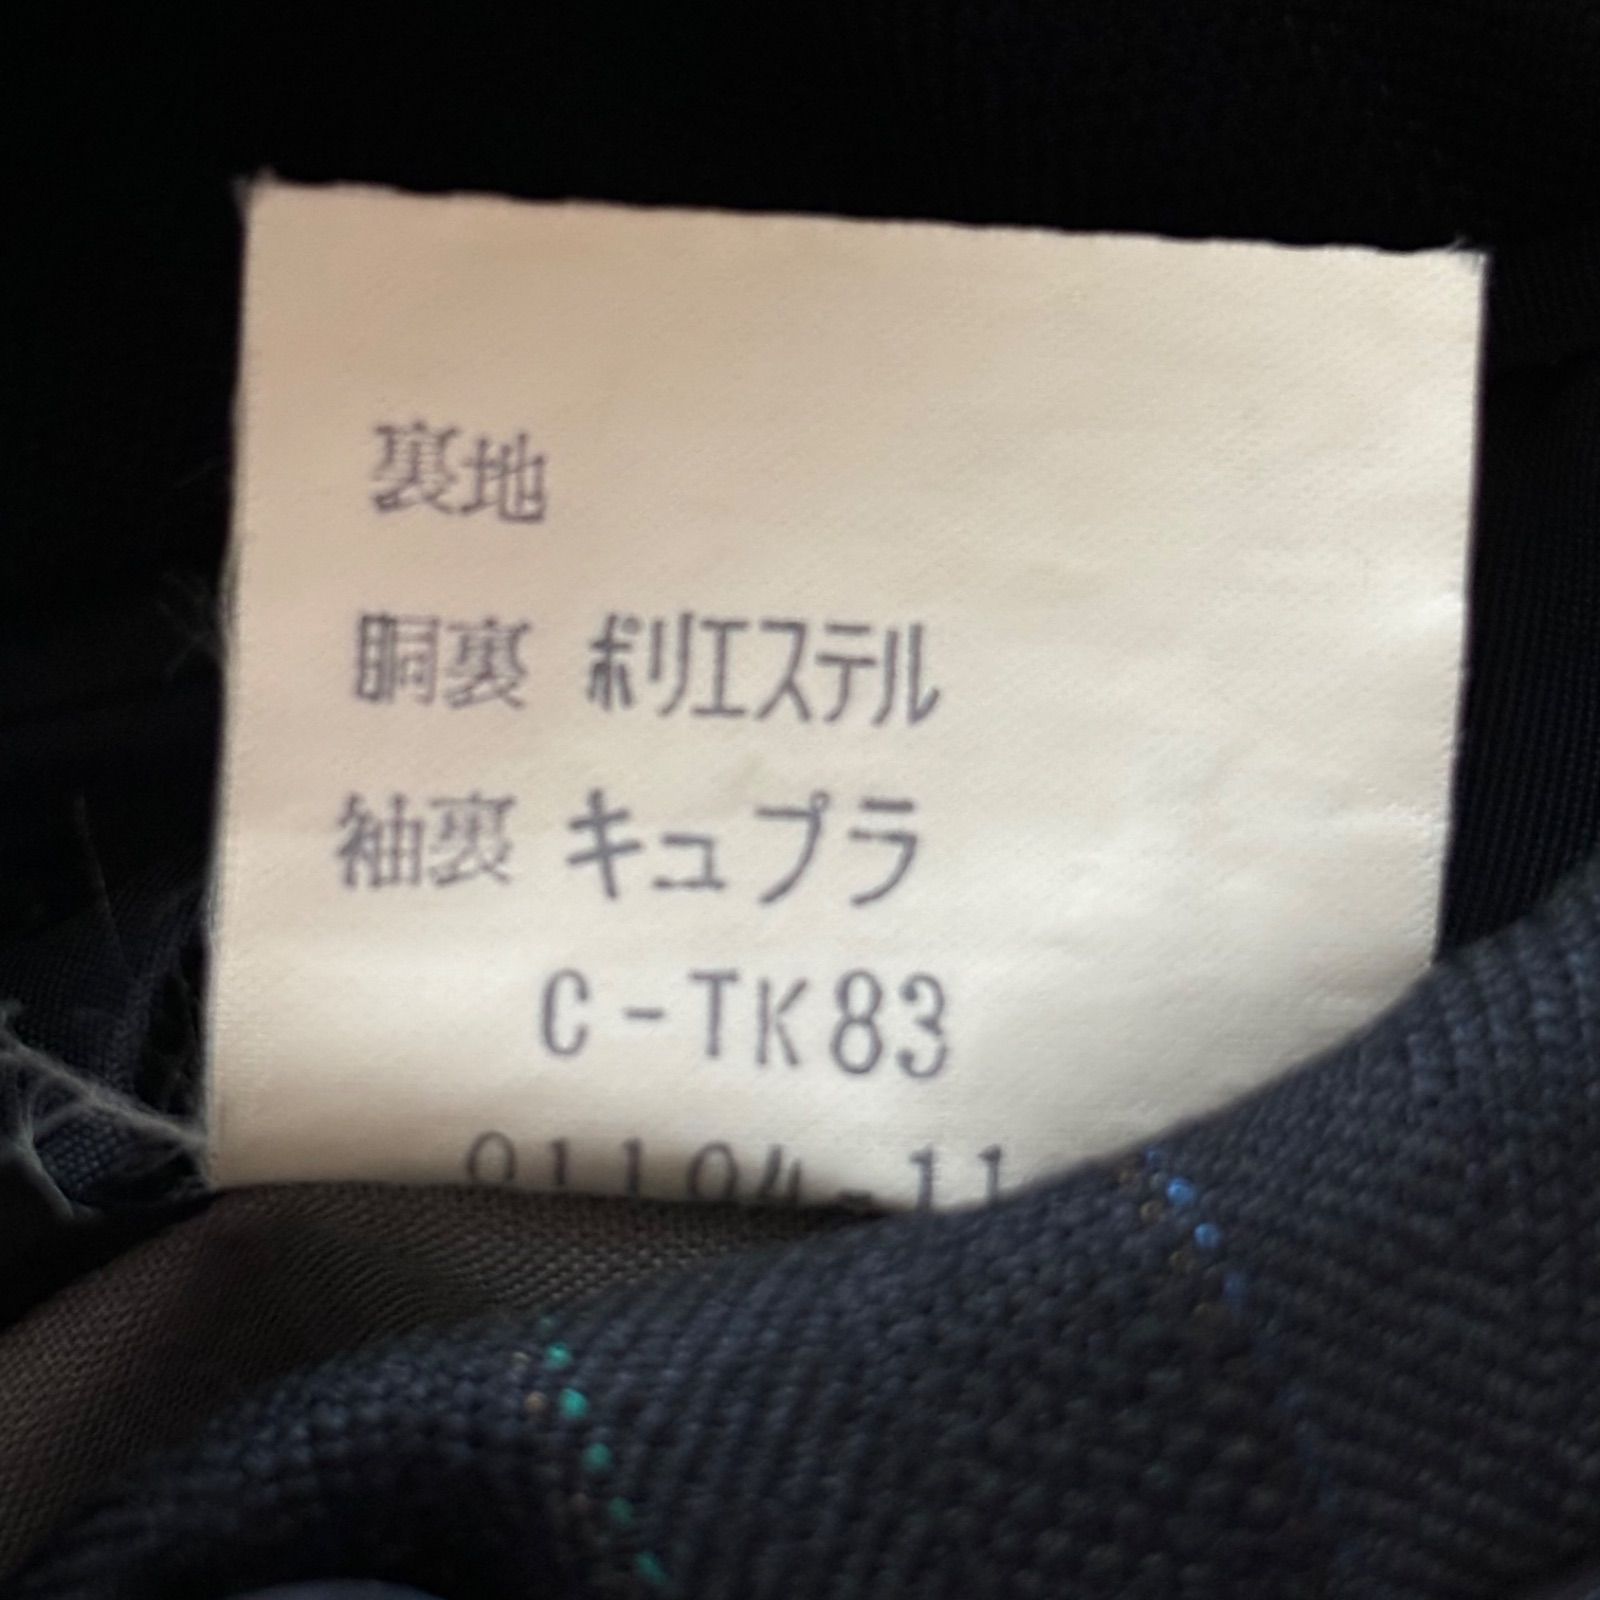 裏地
胴裏 ポリエステル
袖裏 キュプラ
C-TK83